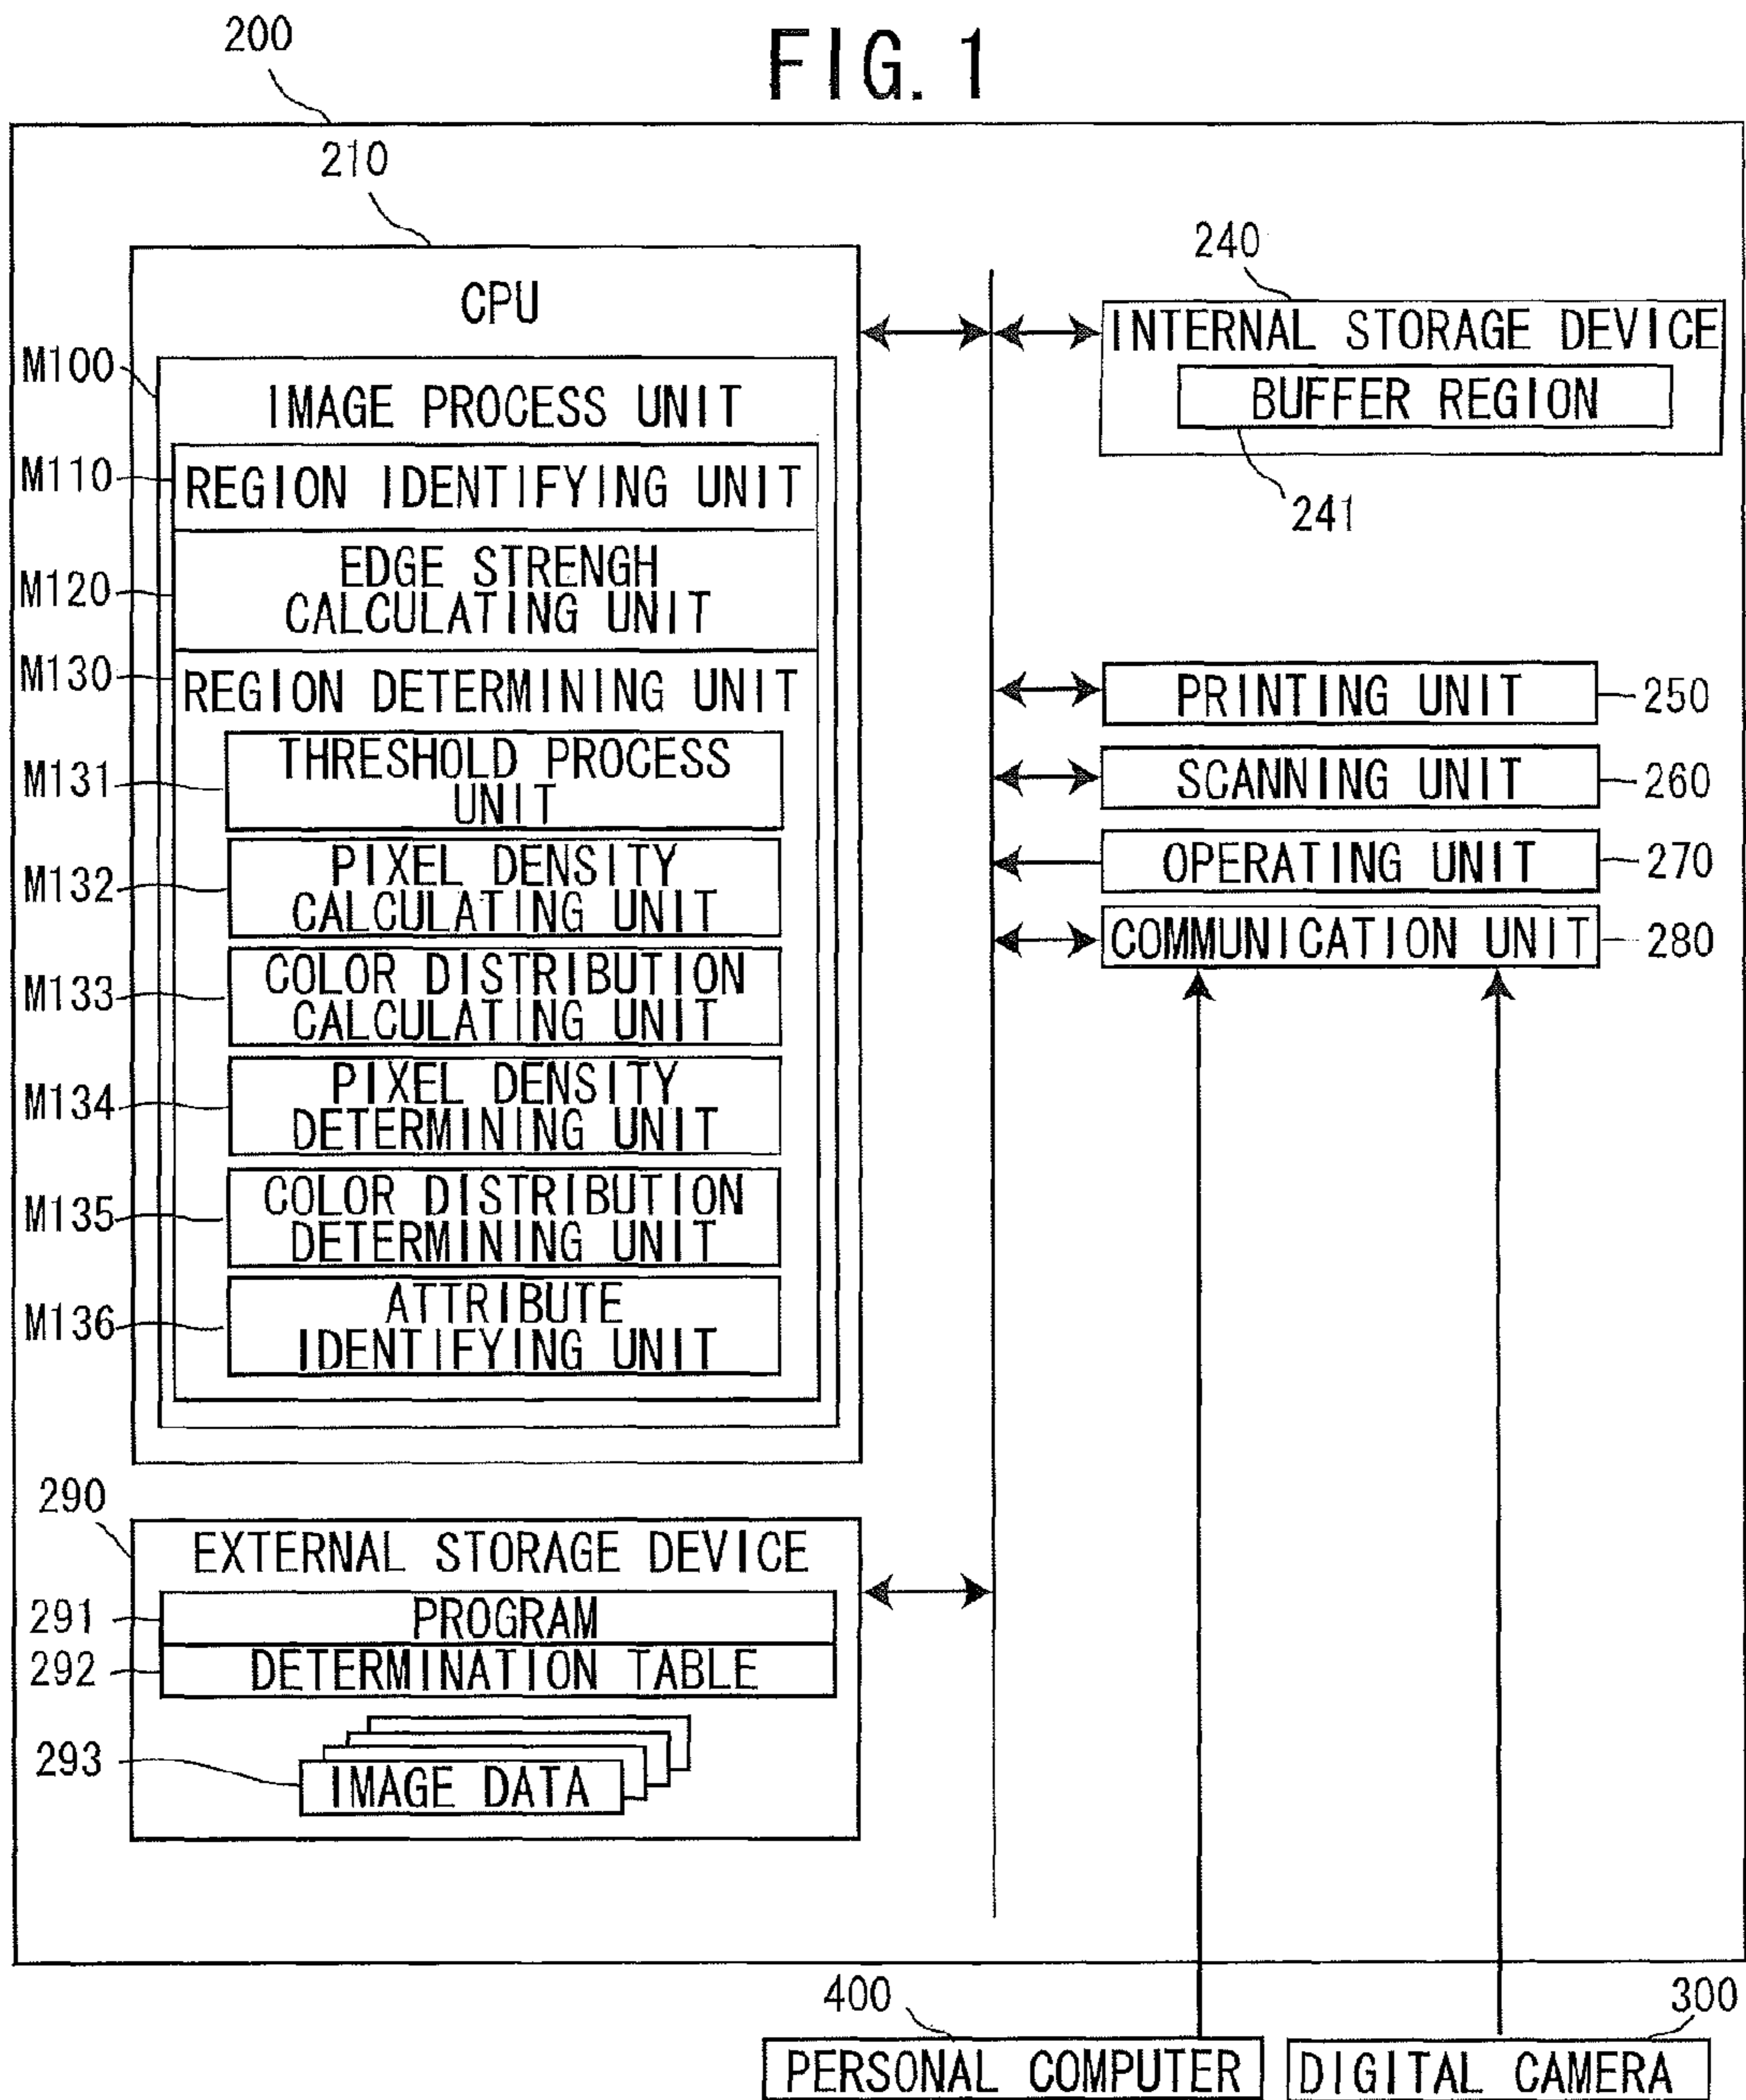 FIG. 1
200
210
CPU
M100
IMAGE PROCESS UNIT
M110
REGION IDENTIFYING UNIT
M120
EDGE STRENGH
CALCULATING UNIT
M130
REGION DETERMINING UNIT
M131
THRESHOLD PROCESS
UNIT
M132
PIXEL DENSITY
CALCULATING UNIT
M133
COLOR DISTRIBUTION
CALCULATING UNIT
M134
PIXEL DENSITY
DETERMINING UNIT
M135
COLOR DISTRIBUTION
DETERMINING UNIT
M136
ATTRIBUTE
IDENTIFYING UNIT
240
INTERNAL STORAGE DEVICE
BUFFER REGION
241
PRINTING UNIT
250
SCANNING UNIT
260
OPERATING UNIT
270
COMMUNICATION UNIT
280
290
EXTERNAL STORAGE DEVICE
291
PROGRAM
292
DETERMINATION TABLE
293
IMAGE DATA
400
PERSONAL COMPUTER
300
DIGITAL CAMERA